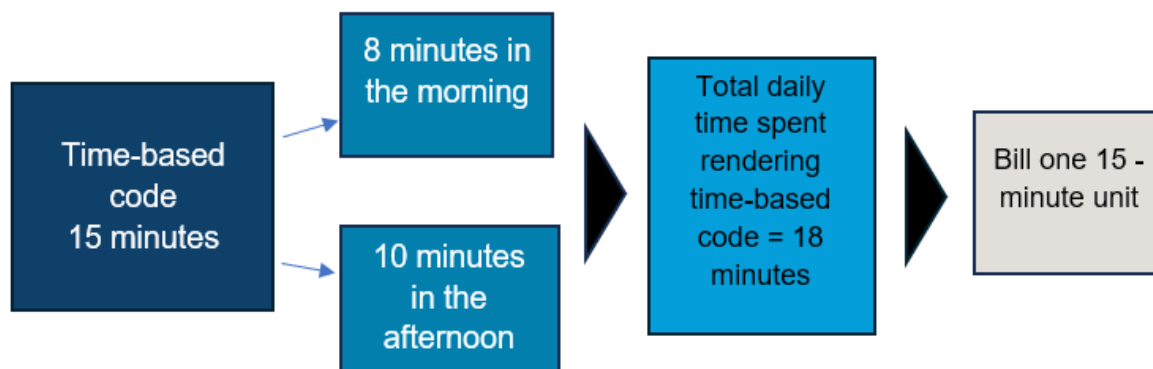 Time-based
code
15 minutes
8 minutes in
the morning
10 minutes
in the
afternoon
Total daily
time spent
rendering
time-based
code = 18
minutes
Bill one 15 -
minute unit